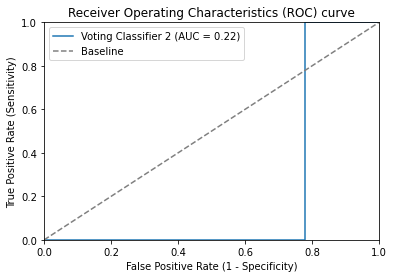 Receiver Operating Characteristics (ROC) curve
Voting Classifier 2 (AUC = 0.22)
Baseline
True Positive Rate (Sensitivity)
1.0
0.8
0.6
0.4
0.2
0.0
0.0 0.2 0.4 0.6 0.8 1.0
False Positive Rate (1 - Specificity)